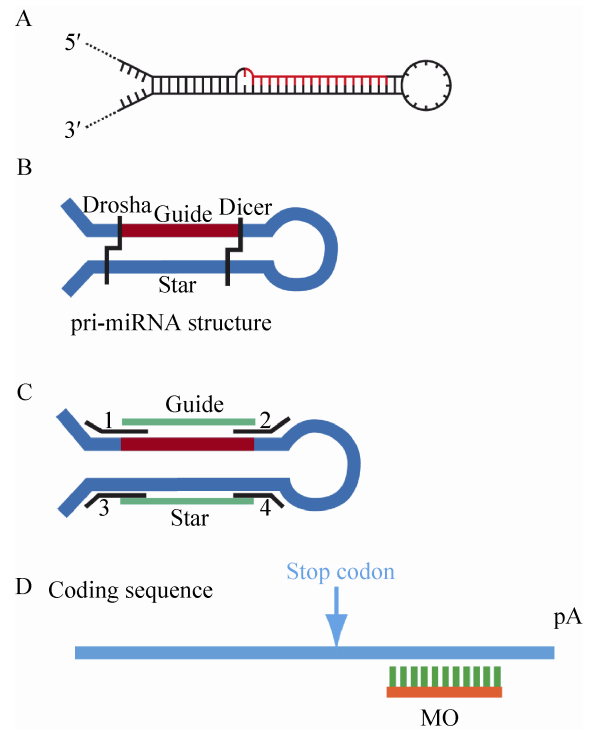 A
5′
3′
B
Drosha Guide Dicer
Star
pri-miRNA structure
C
Guide
1 2
3 4
Star
Stop codon
D Coding sequence
pA
MO